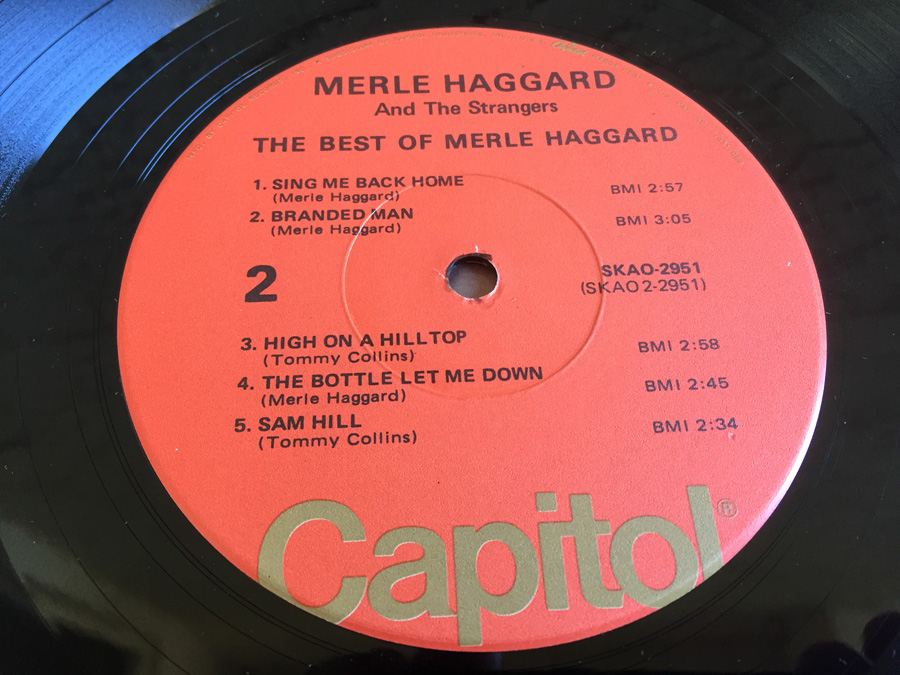 MERLE HAGGARD
And The Strangers
THE BEST OF MERLE HAGGARD
1. SING ME BACK HOME
(Merle Haggard)
BMI 2:57
2. BRANDED MAN
(Merle Haggard)
BMI 3:05
2
SKAO-2951
(SKAO2-2951)
3. HIGH ON A HILLTOP
(Tommy Collins)
BMI 2:58
4. THE BOTTLE LET ME DOWN
(Merle Haggard)
BMI 2:45
5. SAM HILL
(Tommy Collins)
BMI 2:34
Capitol®